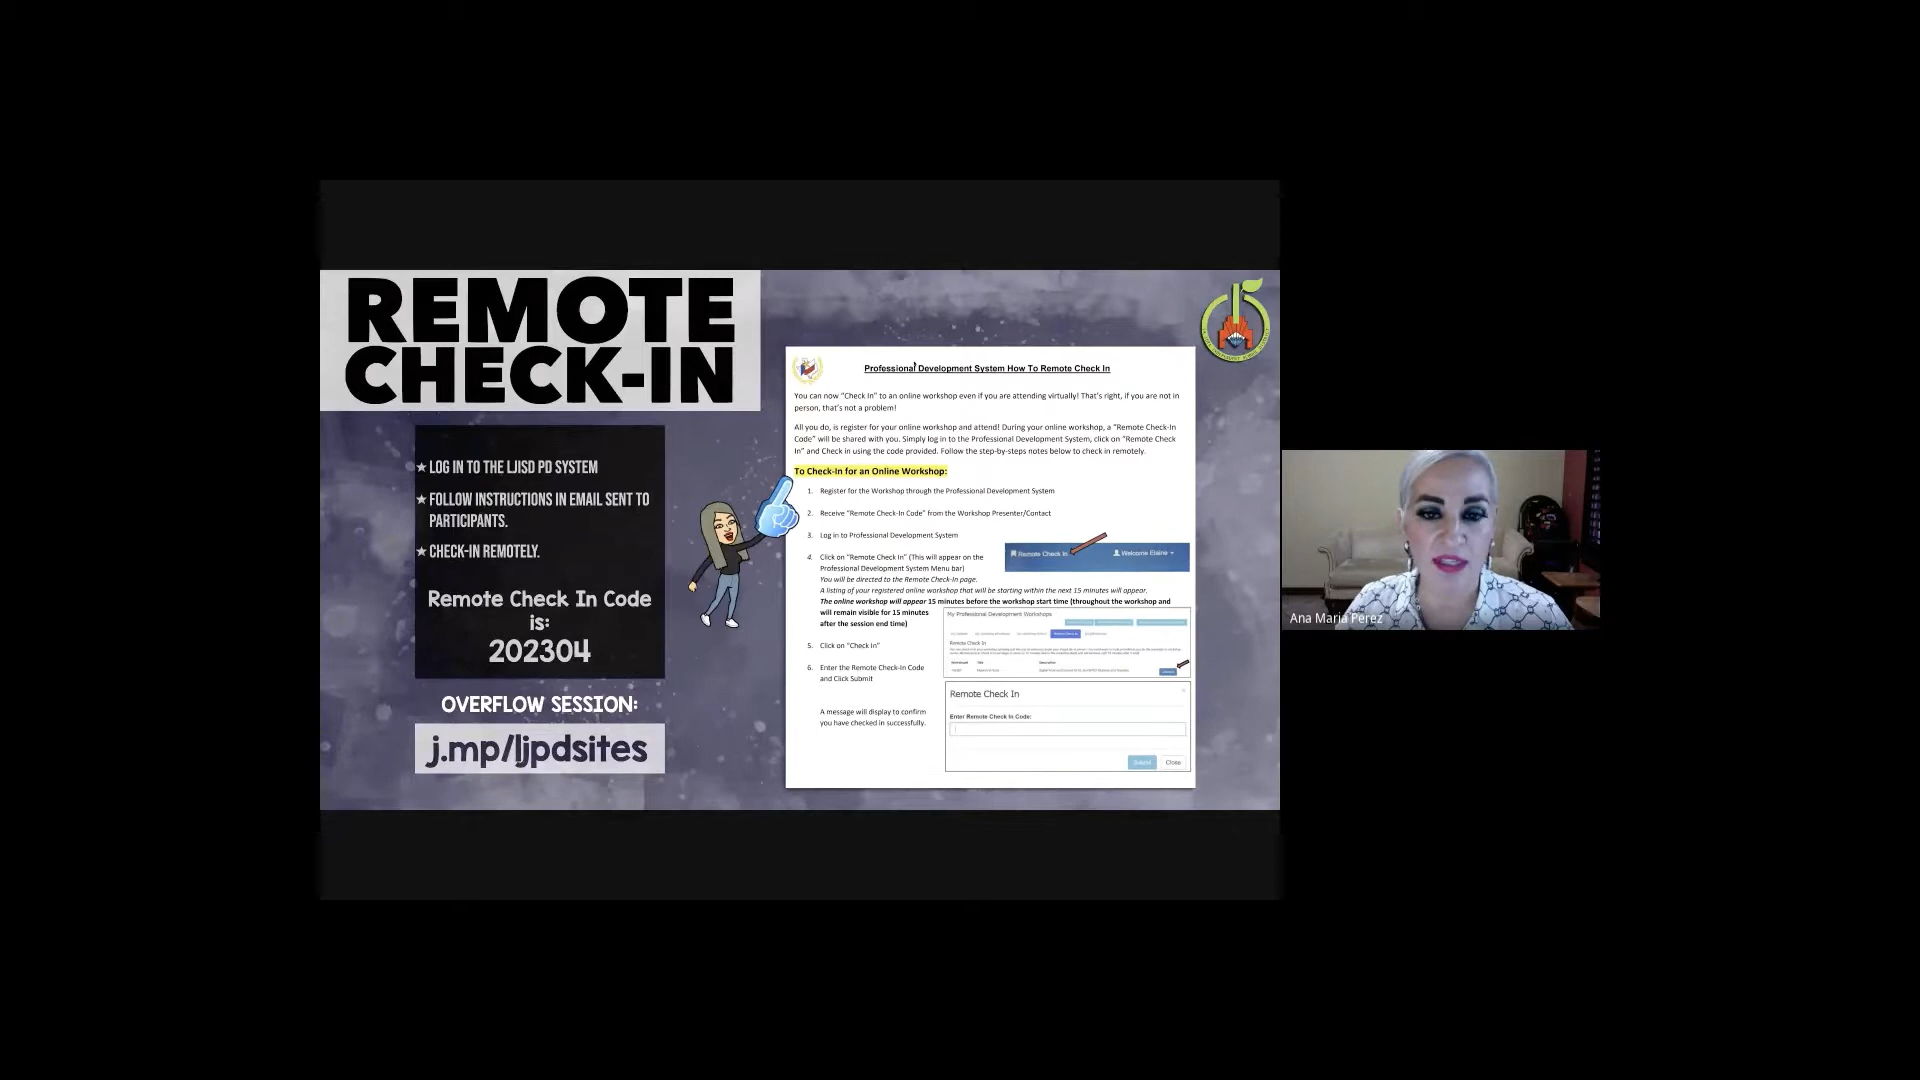 REMOTE
CHECK-IN
★ LOG IN TO THE LJISD PD SYSTEM
★ FOLLOW INSTRUCTIONS IN EMAIL SENT TO
PARTICIPANTS.
★ CHECK-IN REMOTELY.
Remote Check In Code
is:
202304
OVERFLOW SESSION:
j.mp/ljpdsites
Professional Development System How To Remote Check In
You can now "Check In" to an online workshop even if you are attending virtually! That's right, if you are not in
person, that's not a problem!
All you do, is register for your online workshop and attend! During your online workshop, a "Remote Check-In
Code" will be shared with you. Simply log in to the Professional Development System, click on "Remote Check
In" and Check in using the code provided. Follow the step-by-steps notes below to check in remotely.
To Check-In for an Online Workshop:
1. Register for the Workshop through the Professional Development System
2. Receive "Remote Check-In Code" from the Workshop Presenter/Contact
3. Log in to Professional Development System
4. Click on "Remote Check In" (This will appear on the
Professional Development System Menu bar)
You will be directed to the Remote Check-In page.
A listing of your registered online workshop that will be starting within the next 15 minutes will appear.
The online workshop will appear 15 minutes before the workshop start time (throughout the workshop and
will remain visible for 15 minutes
after the session end time)
5. Click on "Check In"
6. Enter the Remote Check-In Code
and Click Submit
A message will display to confirm
you have checked in successfully.
Remote Check In
Welcome Elaine
My Professional Development Workshops
Remote Check In
Remote Check In
Enter Remote Check In Code:
Submit
Close
Ana Maria Perez